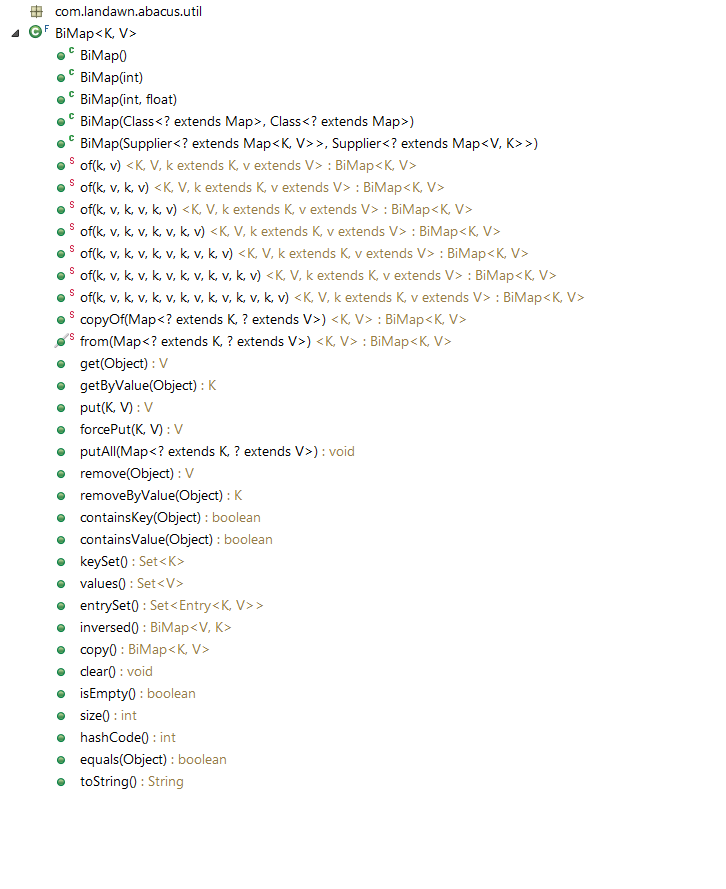 com.landawn.abacus.util
C F BiMap<K, V>
C BiMap()
C BiMap(int)
C BiMap(int, float)
C BiMap(Class<? extends Map>, Class<? extends Map>)
C BiMap(Supplier<? extends Map<K, V>>, Supplier<? extends Map<V, K>>)
S of(k, v) <K, V, k extends K, v extends V> : BiMap<K, V>
S of(k, v, k, v) <K, V, k extends K, v extends V> : BiMap<K, V>
S of(k, v, k, v, k, v) <K, V, k extends K, v extends V> : BiMap<K, V>
S of(k, v, k, v, k, v, k, v) <K, V, k extends K, v extends V> : BiMap<K, V>
S of(k, v, k, v, k, v, k, v, k, v) <K, V, k extends K, v extends V> : BiMap<K, V>
S of(k, v, k, v, k, v, k, v, k, v, k, v) <K, V, k extends K, v extends V> : BiMap<K, V>
S of(k, v, k, v, k, v, k, v, k, v, k, v, k, v) <K, V, k extends K, v extends V> : BiMap<K, V>
S copyOf(Map<? extends K, ? extends V>) <K, V> : BiMap<K, V>
S from(Map<? extends K, ? extends V>) <K, V> : BiMap<K, V>
get(Object) : V
getByValue(Object) : K
put(K, V) : V
forcePut(K, V) : V
putAll(Map<? extends K, ? extends V>) : void
remove(Object) : V
removeByValue(Object) : K
containsKey(Object) : boolean
containsValue(Object) : boolean
keySet() : Set<K>
values() : Set<V>
entrySet() : Set<Entry<K, V>>
inversed() : BiMap<V, K>
copy() : BiMap<K, V>
clear() : void
isEmpty() : boolean
size() : int
hashCode() : int
equals(Object) : boolean
toString() : String